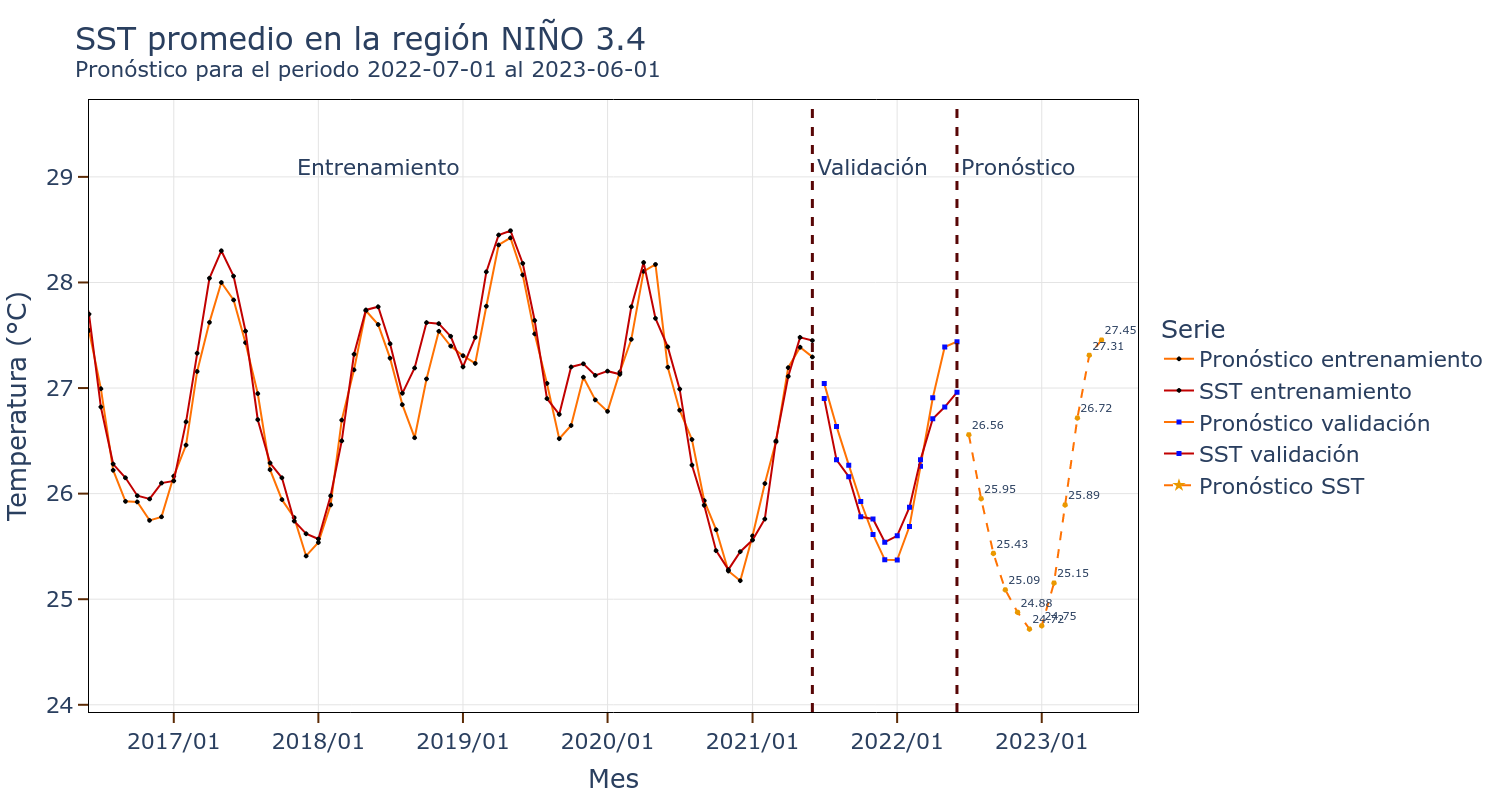 SST promedio en la región NIÑO 3.4
Pronóstico para el periodo 2022-07-01 al 2023-06-01
Entrenamiento
Validación
Pronóstico
Temperatura (°C)
29
28
27
26
25
24
26.56
25.95
25.43
25.09
24.88
24.72
24.75
25.15
25.89
26.72
27.31
27.45
2017/01
2018/01
2019/01
2020/01
2021/01
2022/01
2023/01
Mes
Serie
Pronóstico entrenamiento
SST entrenamiento
Pronóstico validación
SST validación
Pronóstico SST